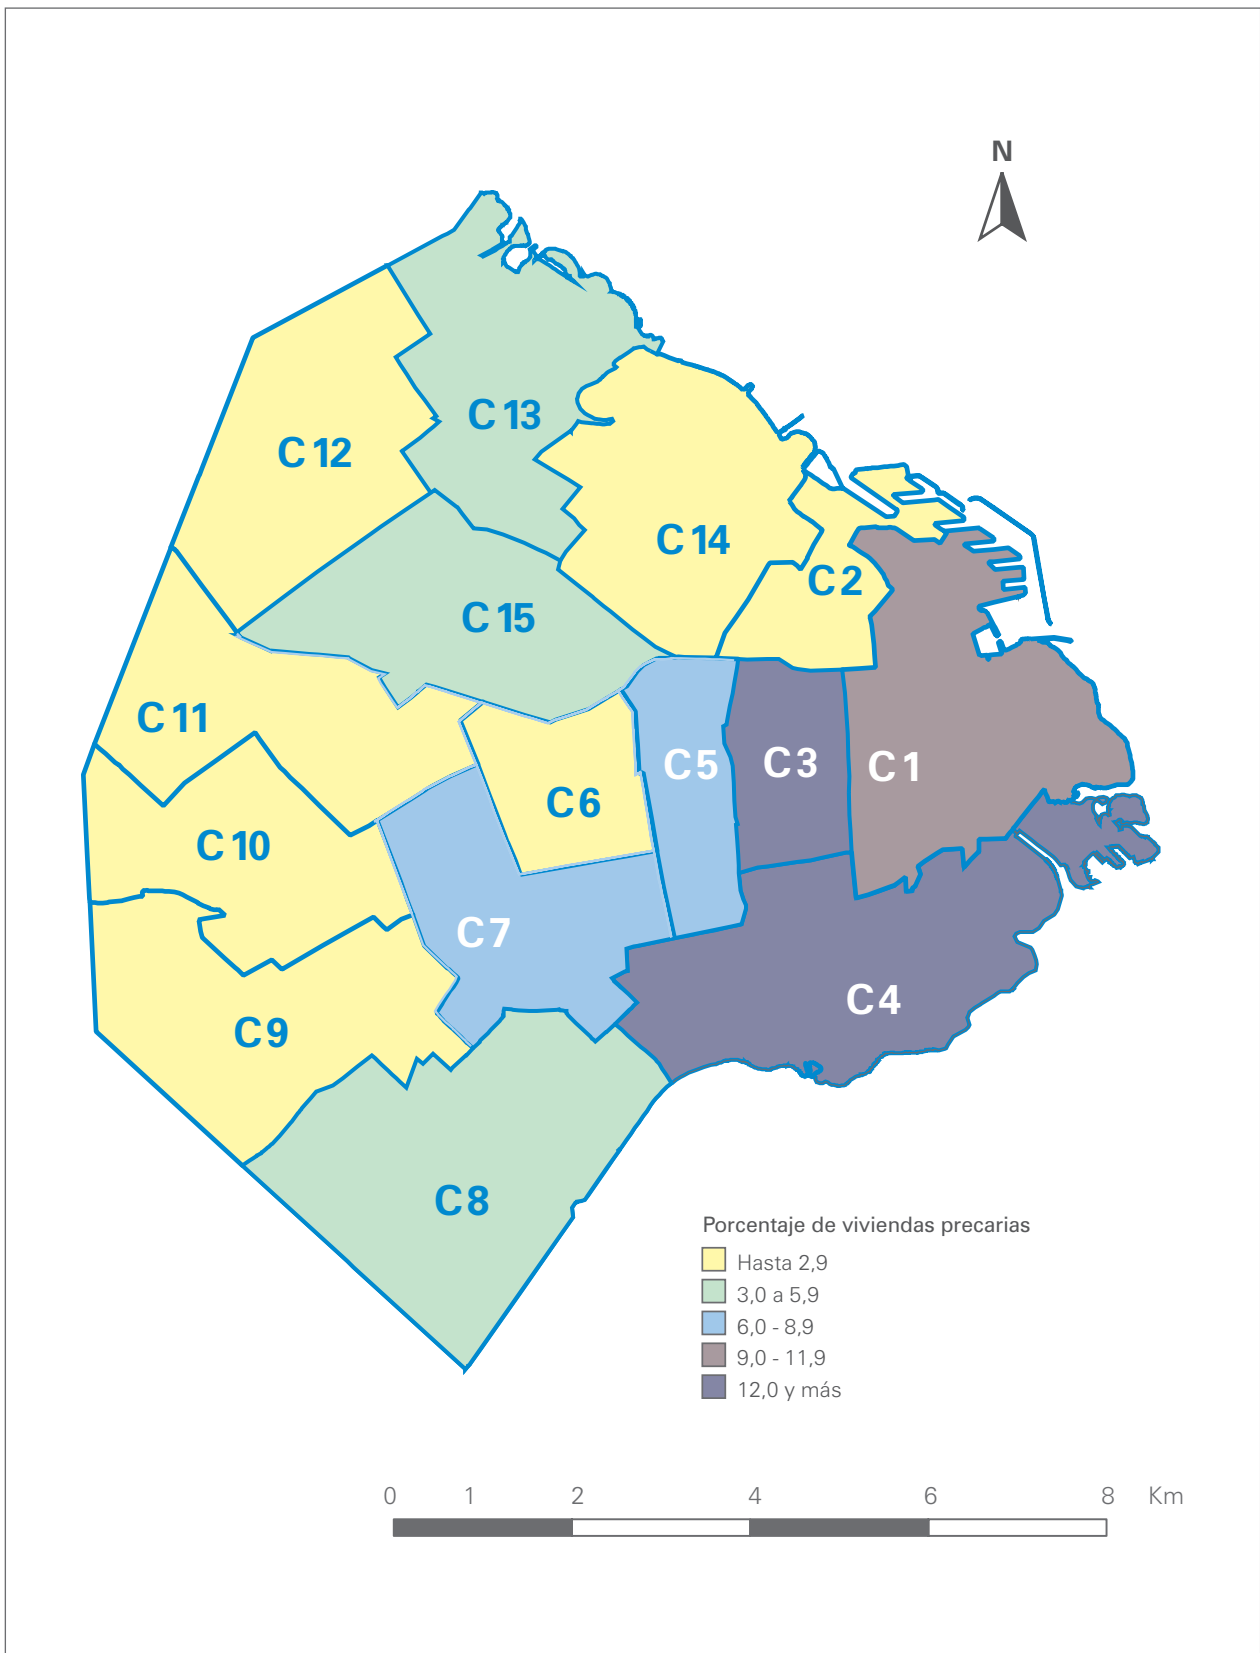 N
C 13
C 12
C 14
C 2
C 15
C 11
C 5
C 3
C 1
C 6
C 10
C 7
C 4
C 9
C 8
Porcentaje de viviendas precarias
Hasta 2,9
3,0 a 5,9
6,0 - 8,9
9,0 - 11,9
12,0 y más
0 1 2 4 6 8 Km